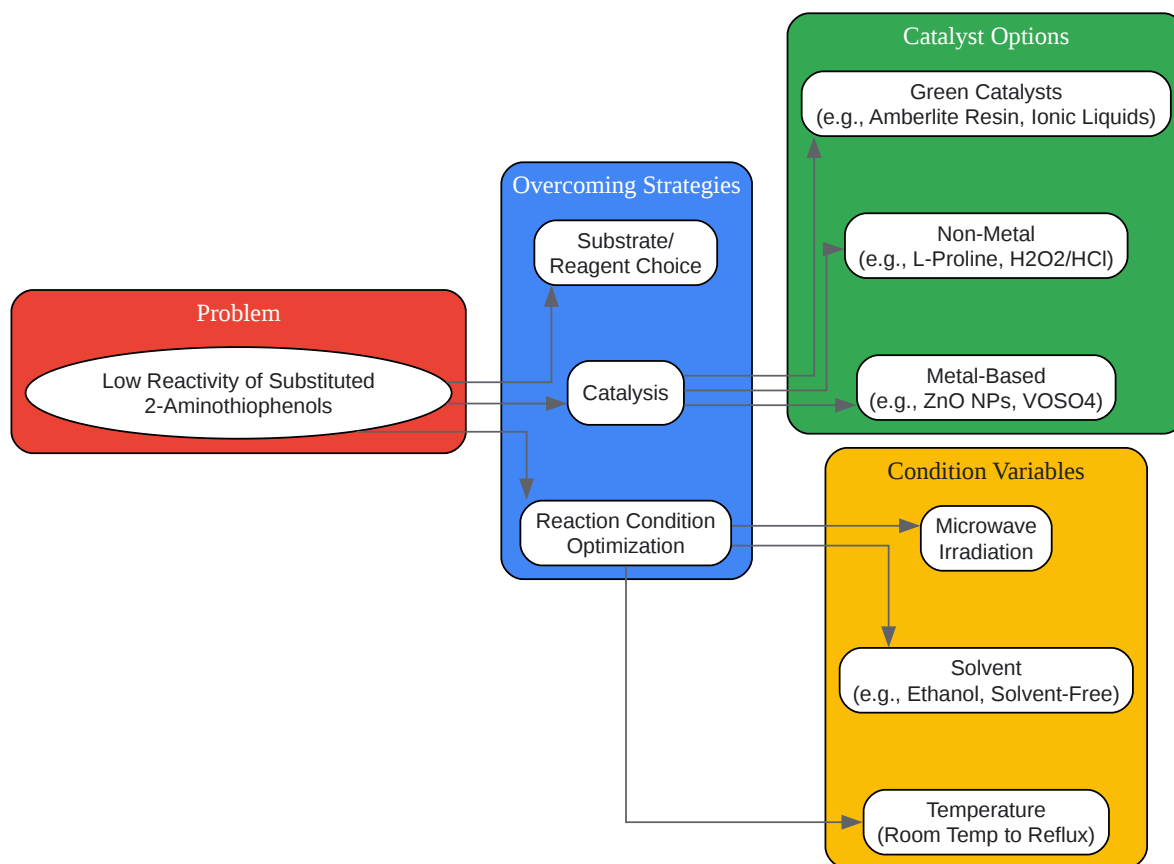 Problem
Low Reactivity of Substituted
2-Aminothiophenols
Overcoming Strategies
Substrate/
Reagent Choice
Catalysis
Reaction Condition
Optimization
Catalyst Options
Green Catalysts
(e.g., Amberlite Resin, Ionic Liquids)
Non-Metal
(e.g., L-Proline, H2O2/HCl)
Metal-Based
(e.g., ZnO NPs, VOSO4)
Condition Variables
Microwave
Irradiation
Solvent
(e.g., Ethanol, Solvent-Free)
Temperature
(Room Temp to Reflux)